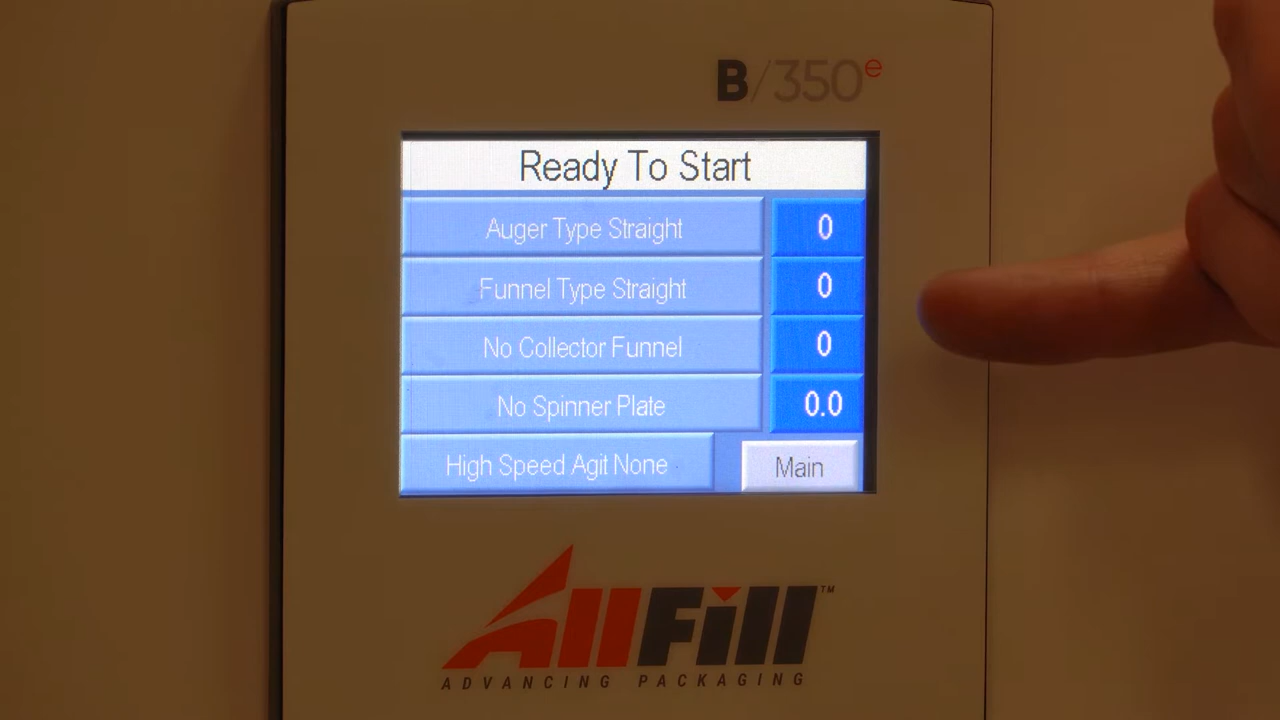 B/350e
Ready To Start
Auger Type Straight 0
Funnel Type Straight 0
No Collector Funnel 0
No Spinner Plate 0.0
High Speed Agit None Main
AllFill™
ADVANCING PACKAGING